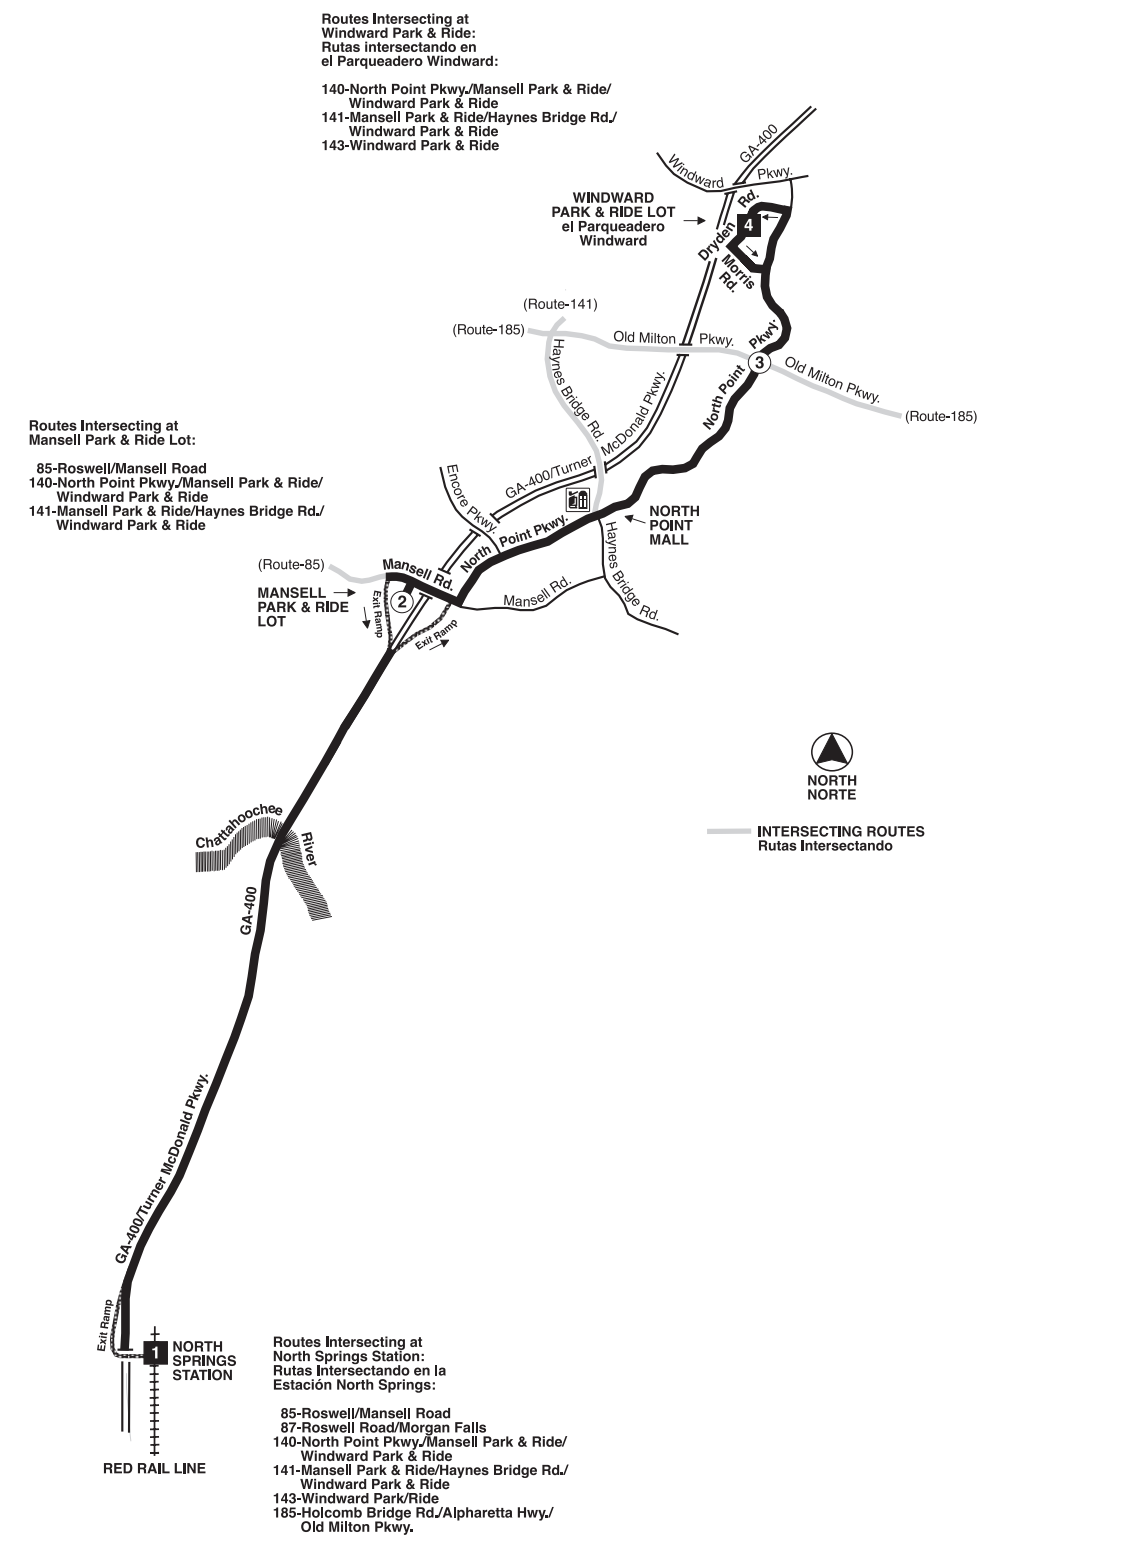 Routes Intersecting at
Windward Park & Ride:
Rutas intersectando en
el Parqueadero Windward:
140-North Point Pkwy./Mansell Park & Ride/
Windward Park & Ride
141-Mansell Park & Ride/Haynes Bridge Rd./
Windward Park & Ride
143-Windward Park & Ride
GA-400
Windward Pkwy.
WINDWARD
PARK & RIDE LOT
el Parqueadero
Windward
Dryden Rd.
4
Morris
Rd.
(Route-141)
(Route-185)
Old Milton Pkwy.
North Point Pkwy.
3
Old Milton Pkwy.
(Route-185)
Haynes Bridge Rd.
GA-400/Turner McDonald Pkwy.
Routes Intersecting at
Mansell Park & Ride Lot:
85-Roswell/Mansell Road
140-North Point Pkwy./Mansell Park & Ride/
Windward Park & Ride
141-Mansell Park & Ride/Haynes Bridge Rd./
Windward Park & Ride
Encore Pkwy.
North Point Pkwy.
NORTH
POINT
MALL
Haynes Bridge Rd.
(Route-85)
Mansell Rd.
MANSELL
PARK & RIDE
LOT
2
Exit Ramp
Exit Ramp
Mansell Rd.
NORTH
NORTE
INTERSECTING ROUTES
Rutas Intersectando
Chattahoochee River
GA-400
GA-400/Turner McDonald Pkwy.
Exit Ramp
1
NORTH
SPRINGS
STATION
RED RAIL LINE
Routes Intersecting at
North Springs Station:
Rutas Intersectando en la
Estación North Springs:
85-Roswell/Mansell Road
87-Roswell Road/Morgan Falls
140-North Point Pkwy./Mansell Park & Ride/
Windward Park & Ride
141-Mansell Park & Ride/Haynes Bridge Rd./
Windward Park & Ride
143-Windward Park/Ride
185-Holcomb Bridge Rd./Alpharetta Hwy./
Old Milton Pkwy.